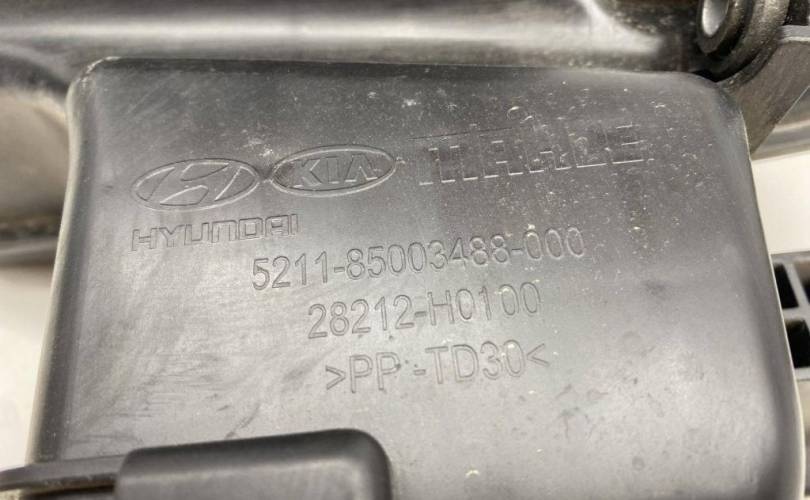 KIA MAHLE
HYUNDAI
5211-85003488-000
28212-H0100
>PP-TD30<